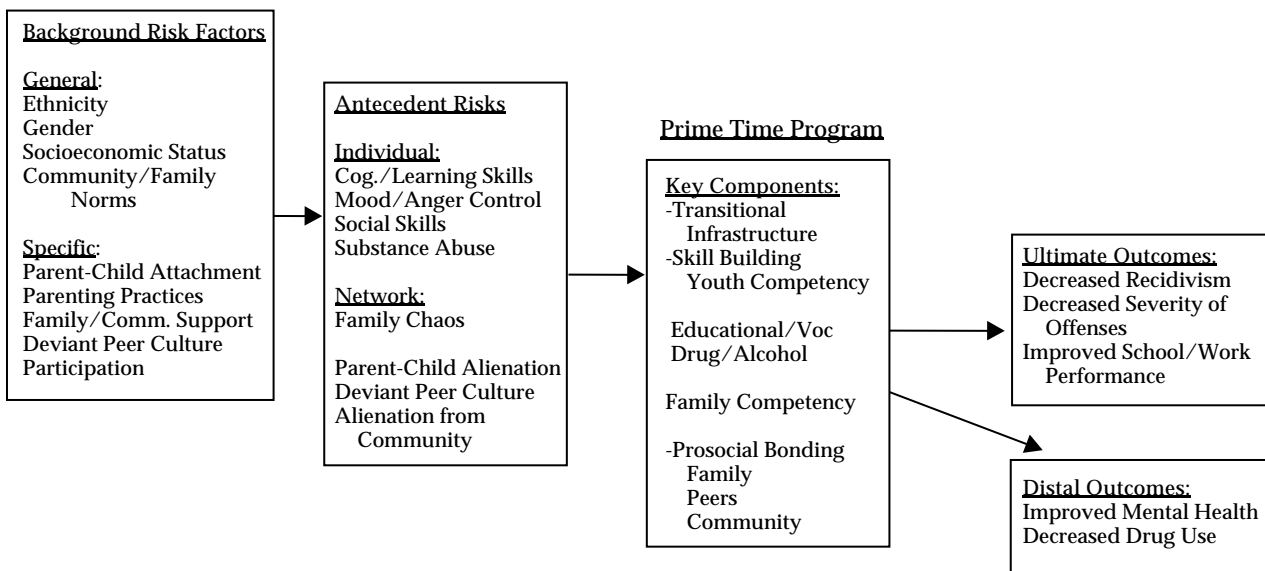 Background Risk Factors
General:
Ethnicity
Gender
Socioeconomic Status
Community/Family
Norms
Specific:
Parent-Child Attachment
Parenting Practices
Family/Comm. Support
Deviant Peer Culture
Participation
Antecedent Risks
Individual:
Cog./Learning Skills
Mood/Anger Control
Social Skills
Substance Abuse
Network:
Family Chaos
Parent-Child Alienation
Deviant Peer Culture
Alienation from
Community
Prime Time Program
Key Components:
-Transitional
Infrastructure
-Skill Building
Youth Competency
Educational/Voc
Drug/Alcohol
Family Competency
-Prosocial Bonding
Family
Peers
Community
Ultimate Outcomes:
Decreased Recidivism
Decreased Severity of
Offenses
Improved School/Work
Performance
Distal Outcomes:
Improved Mental Health
Decreased Drug Use